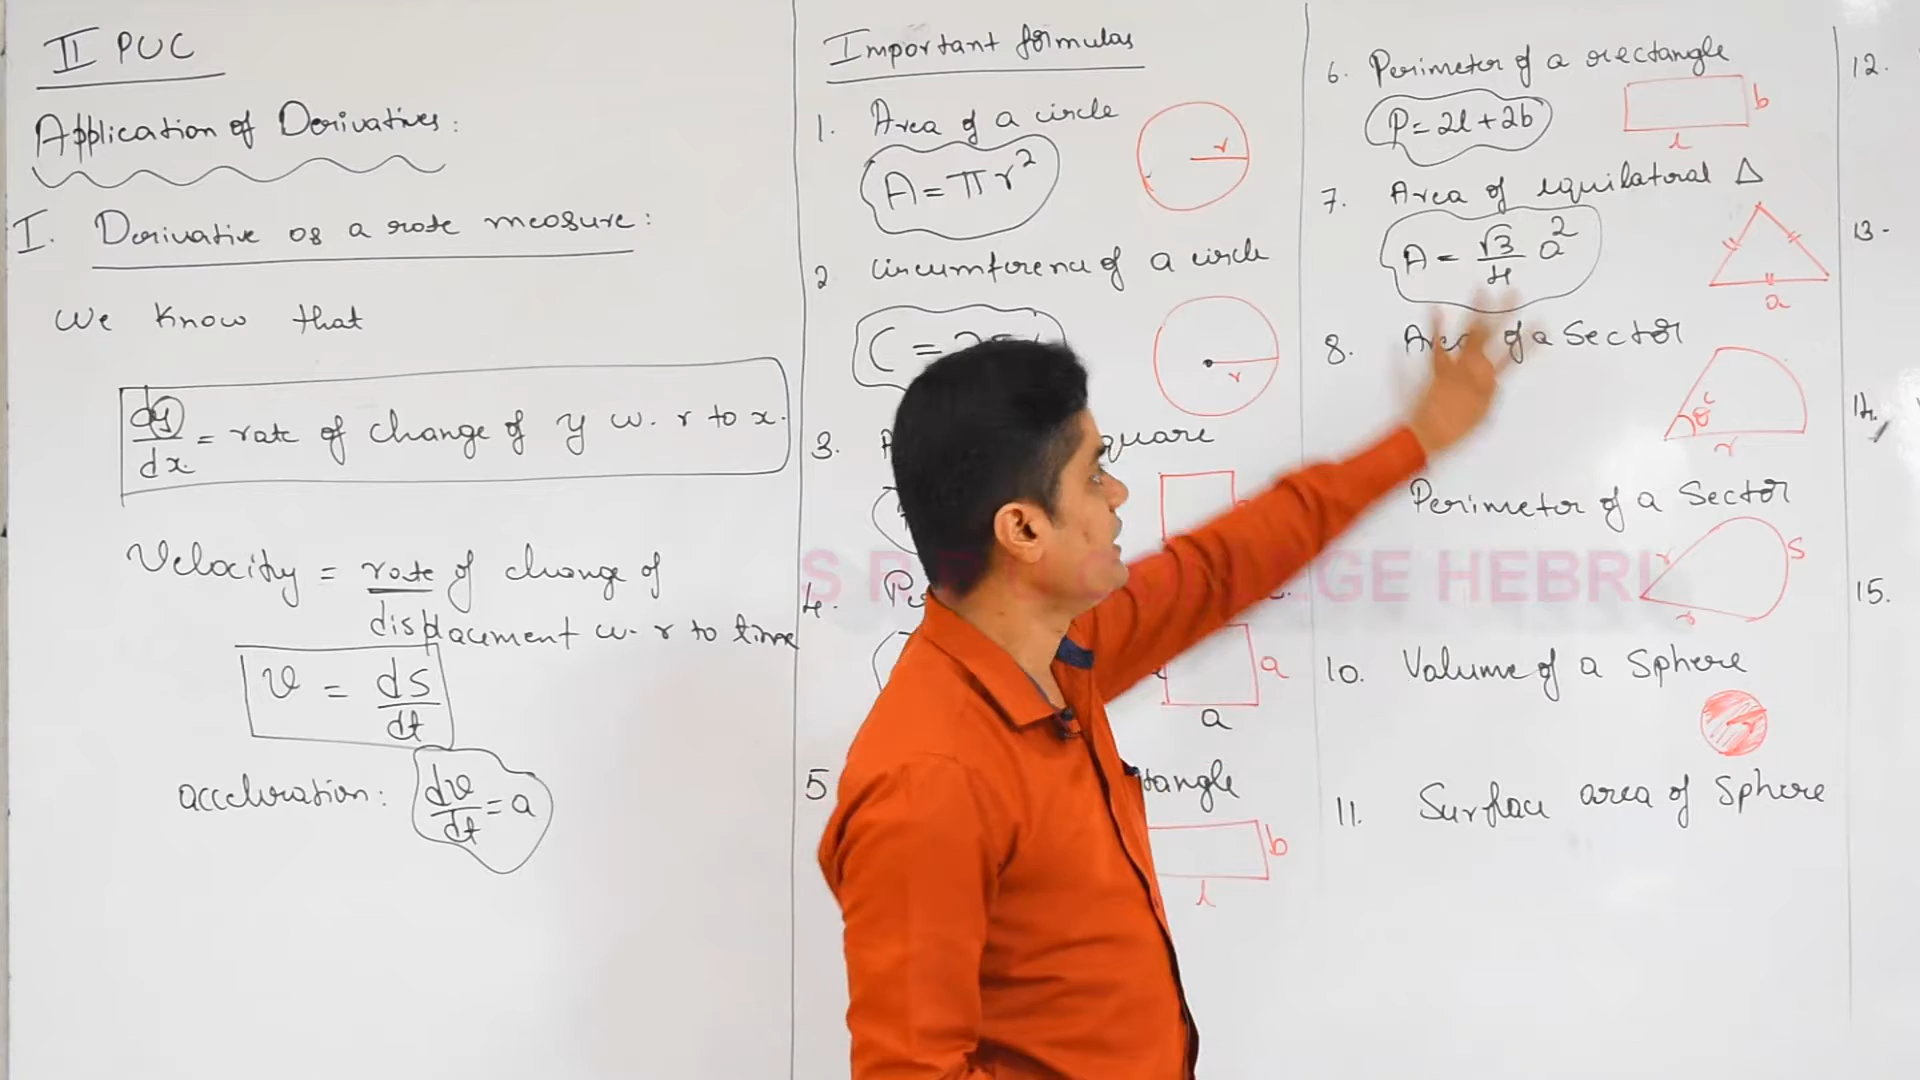 II PUC
Application of Derivatives:
I. Derivative as a rate measure:
We know that
dy/dx = rate of change of y w. r to x.
Velocity = rate of change of
displacement w. r to time
v = ds/dt
acceleration: dv/dt = a
Important formulas
1. Area of a circle
A = πr²
r
2 Circumference of a circle
C = 2
r
3. quare
4. Pe
a
a
5 tangle
b
l
6. Perimeter of a rectangle
P = 2l + 2b
b
l
7. Area of equilateral Δ
A = √3/4 a²
a
8. Area of a Sector
θᶜ
r
Perimeter of a Sector
r
S
r
10. Volume of a Sphere
r
11. Surface area of Sphere
12.
13.
14.
15.
S R COLLEGE HEBRI